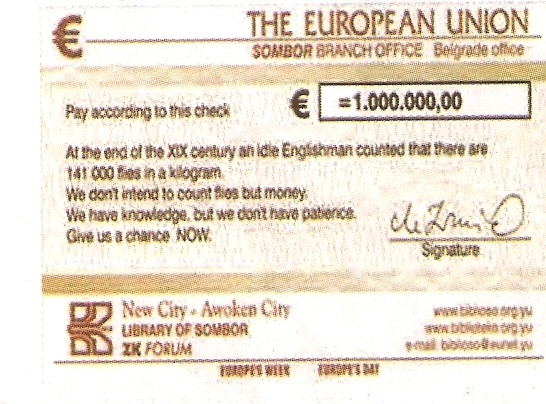 € THE EUROPEAN UNION
SOMBOR BRANCH OFFICE Belgrade office
Pay according to this check € =1.000.000,00
At the end of the XIX century an idle Englishman counted that there are
141 000 flies in a kilogram.
We don't intend to count flies but money.
We have knowledge, but we don't have patience.
Give us a chance NOW.
Signature
New City - Awoken City
LIBRARY OF SOMBOR
ZK FORUM
www.biblioso.org.yu
www.biblioteka.org.yu
e-mail: biblioso@eunet.yu
EUROPE'S WEEK EUROPE'S DAY